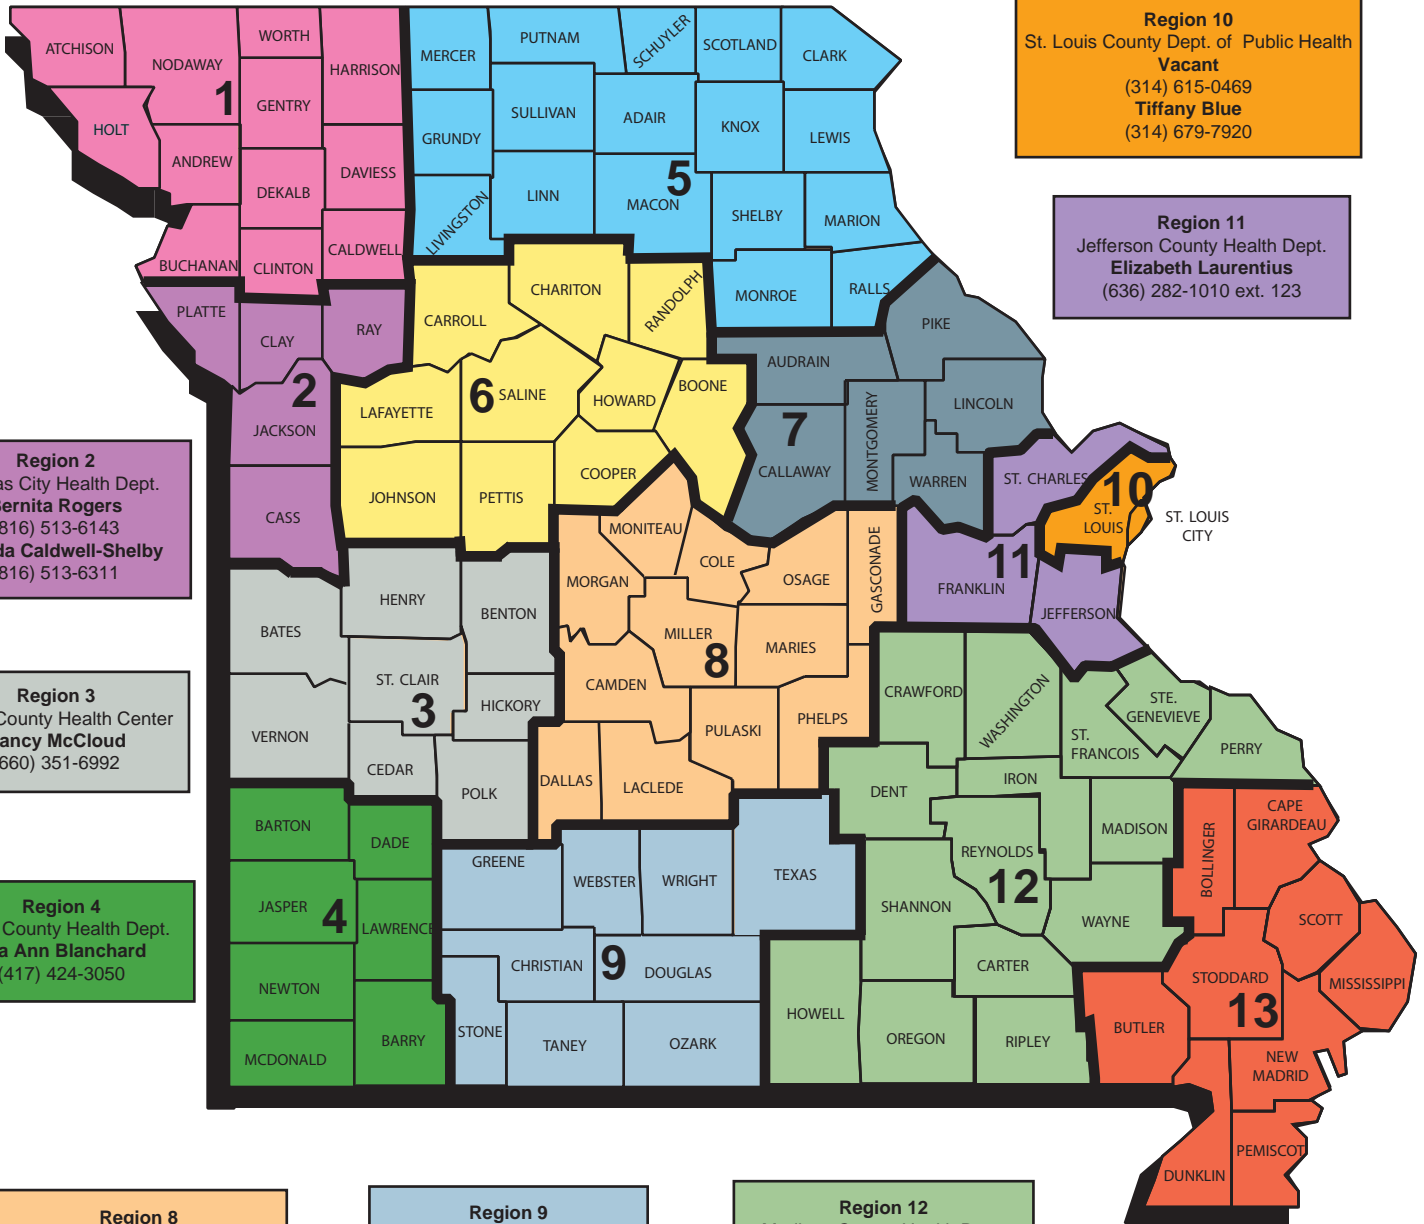 Region 10
St. Louis County Dept. of Public Health
Vacant
(314) 615-0469
Tiffany Blue
(314) 679-7920
Region 11
Jefferson County Health Dept.
Elizabeth Laurentius
(636) 282-1010 ext. 123
Region 2
City Health Dept.
Rogers
816) 513-6143
Caldwell-Shelby
816) 513-6311
Region 3
County Health Center
McCloud
660) 351-6992
Region 4
County Health Dept.
Ann Blanchard
(417) 424-3050
Region 8
Region 9
Region 12
ATCHISON
NODAWAY
WORTH
HARRISON
HOLT
GENTRY
ANDREW
DEKALB
DAVIESS
BUCHANAN
CLINTON
CALDWELL
1
MERCER
PUTNAM
SCHUYLER
SCOTLAND
CLARK
GRUNDY
SULLIVAN
ADAIR
KNOX
LEWIS
LIVINGSTON
LINN
MACON
5
SHELBY
MARION
MONROE
RALLS
PLATTE
CLAY
RAY
2
JACKSON
CASS
CARROLL
CHARITON
RANDOLPH
LAFAYETTE
6
SALINE
HOWARD
BOONE
JOHNSON
PETTIS
COOPER
PIKE
AUDRAIN
LINCOLN
7
CALLAWAY
MONTGOMERY
WARREN
ST. CHARLES
10
ST.
LOUIS
ST. LOUIS
CITY
11
FRANKLIN
JEFFERSON
HENRY
BENTON
BATES
ST. CLAIR
3
HICKORY
VERNON
CEDAR
POLK
MONITEAU
MORGAN
COLE
OSAGE
GASCONADE
MILLER
8
MARIES
CAMDEN
PULASKI
PHELPS
DALLAS
LACLEDE
BARTON
DADE
JASPER
4
LAWRENCE
NEWTON
BARRY
MCDONALD
GREENE
WEBSTER
WRIGHT
TEXAS
CHRISTIAN
9
DOUGLAS
STONE
TANEY
OZARK
CRAWFORD
WASHINGTON
ST.
FRANCOIS
STE.
GENEVIEVE
PERRY
DENT
IRON
MADISON
REYNOLDS
12
SHANNON
WAYNE
CARTER
HOWELL
OREGON
RIPLEY
BOLLINGER
CAPE
GIRARDEAU
SCOTT
STODDARD
13
MISSISSIPPI
BUTLER
NEW
MADRID
PEMISCOT
DUNKLIN